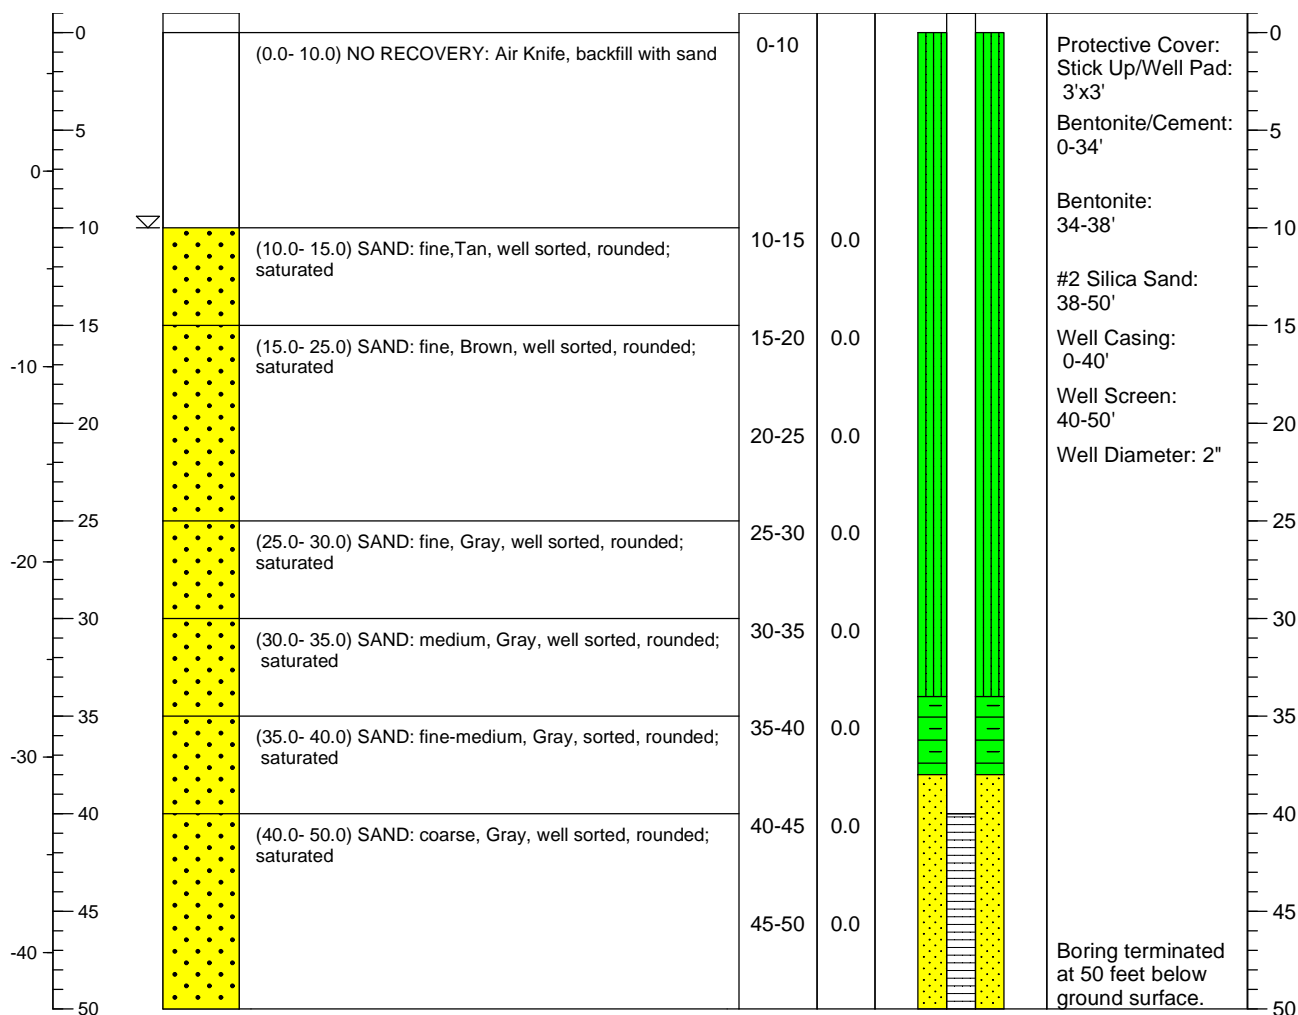 0
0-10
0
(0.0- 10.0) NO RECOVERY: Air Knife, backfill with sand
Protective Cover:
Stick Up/Well Pad:
3'x3'
5
Bentonite/Cement:
0-34'
5
0
Bentonite:
34-38'
10
10
(10.0- 15.0) SAND: fine,Tan, well sorted, rounded;
saturated
10-15
0.0
#2 Silica Sand:
38-50'
15
15
(15.0- 25.0) SAND: fine, Brown, well sorted, rounded;
saturated
15-20
0.0
Well Casing:
0-40'
-10
Well Screen:
40-50'
20
20-25
0.0
20
Well Diameter: 2"
25
25
(25.0- 30.0) SAND: fine, Gray, well sorted, rounded;
saturated
25-30
0.0
-20
30
30
(30.0- 35.0) SAND: medium, Gray, well sorted, rounded;
saturated
30-35
0.0
35
35
(35.0- 40.0) SAND: fine-medium, Gray, sorted, rounded;
saturated
35-40
0.0
-30
40
40
(40.0- 50.0) SAND: coarse, Gray, well sorted, rounded;
saturated
40-45
0.0
45
45-50
0.0
45
-40
Boring terminated
at 50 feet below
ground surface.
50
50